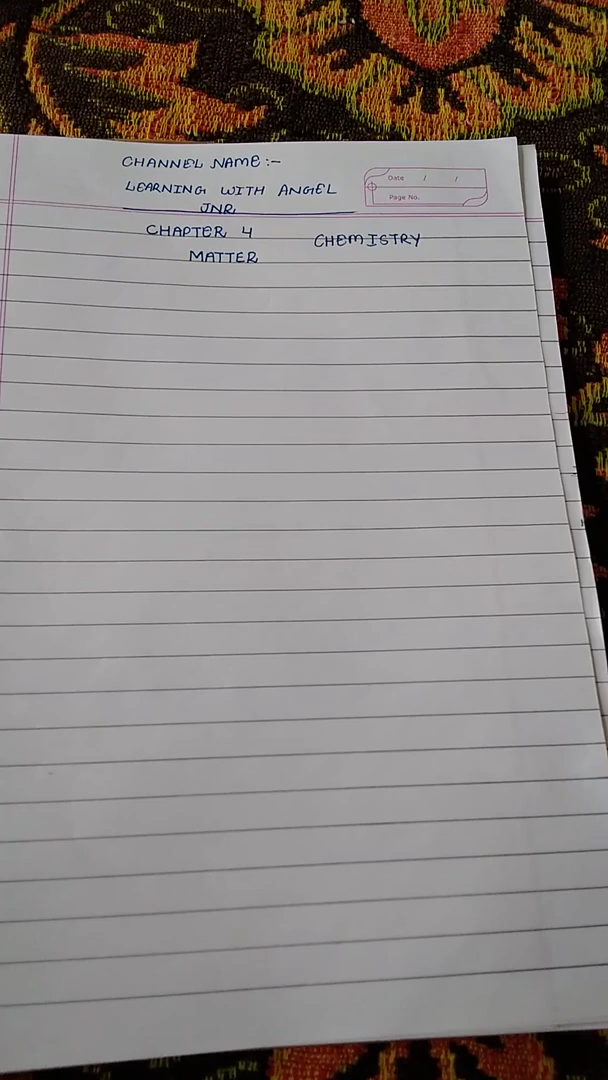 CHANNEL NAME :-
LEARNING WITH ANGEL
JNR
Date / /
Page No.
CHAPTER 4 CHEMISTRY
MATTER